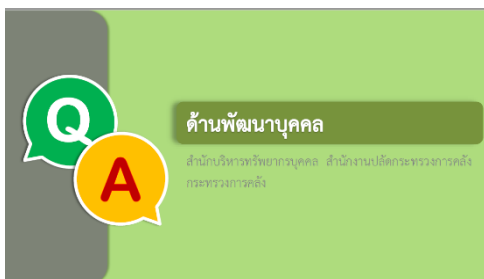 Q
A
ด้านพัฒนาบุคคล
สำนักบริหารทรัพยากรบุคคล สำนักงานปลัดกระทรวงการคลัง
กระทรวงการคลัง